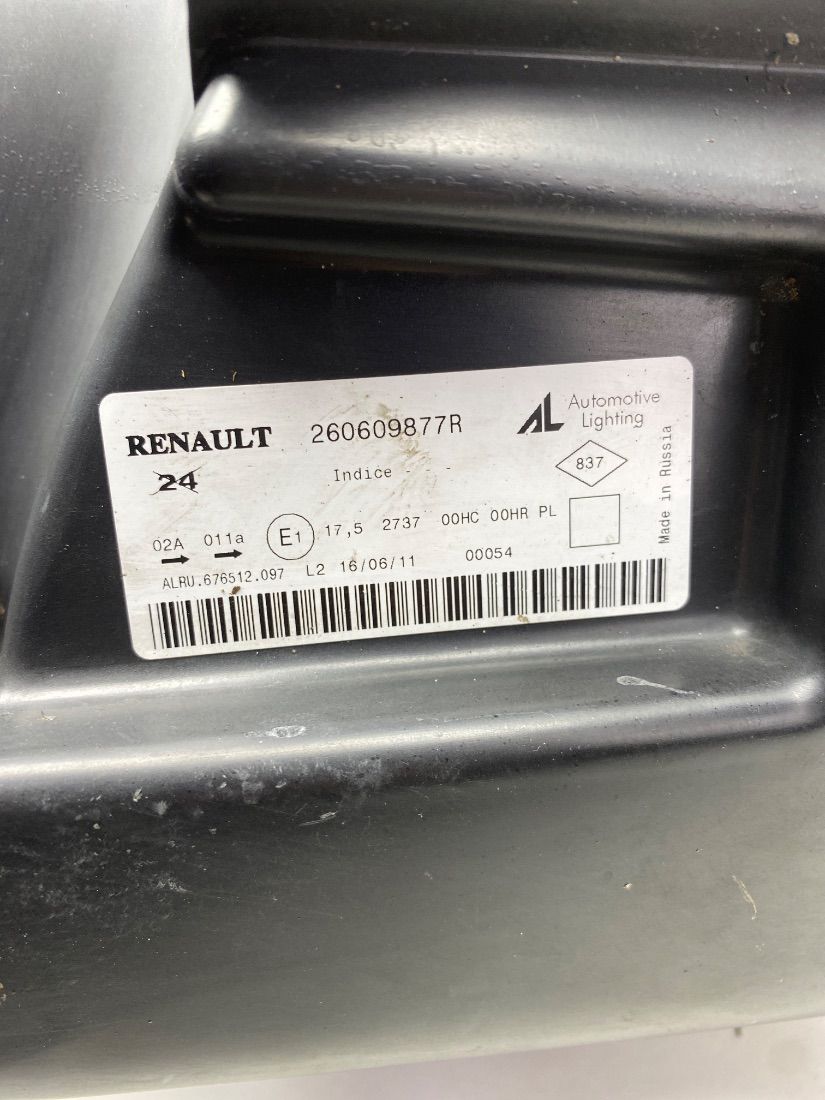 RENAULT 260609877R
AL Automotive
Lighting
24
Indice
837
02A 011a E1 17,5 2737 00HC 00HR PL
ALRU.676512.097 L2 16/06/11 00054
Made in Russia